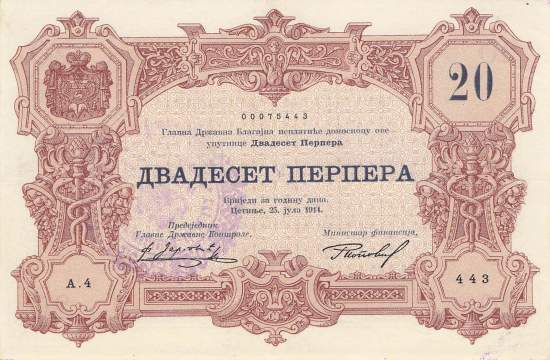 20
00075443
Главна Државна Благајна исплатиће доносиоцу ове
упутнице Двадесет Перпера
ДВАДЕСЕТ ПЕРПЕРА
Вриједи за годину дана.
Цетиње, 25. јула 1914.
Предсједник
Главне Државне Контроле,
Министар финансија,
А.4
443